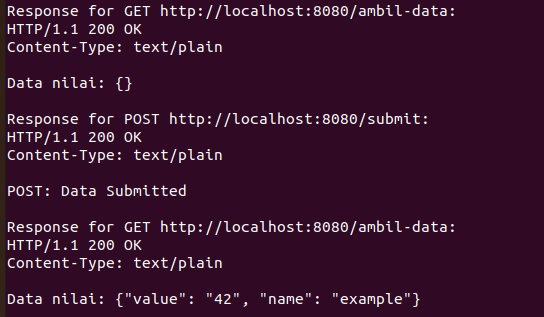 Response for GET http://localhost:8080/ambil-data:
HTTP/1.1 200 OK
Content-Type: text/plain
Data nilai: {}
Response for POST http://localhost:8080/submit:
HTTP/1.1 200 OK
Content-Type: text/plain
POST: Data Submitted
Response for GET http://localhost:8080/ambil-data:
HTTP/1.1 200 OK
Content-Type: text/plain
Data nilai: {"value": "42", "name": "example"}